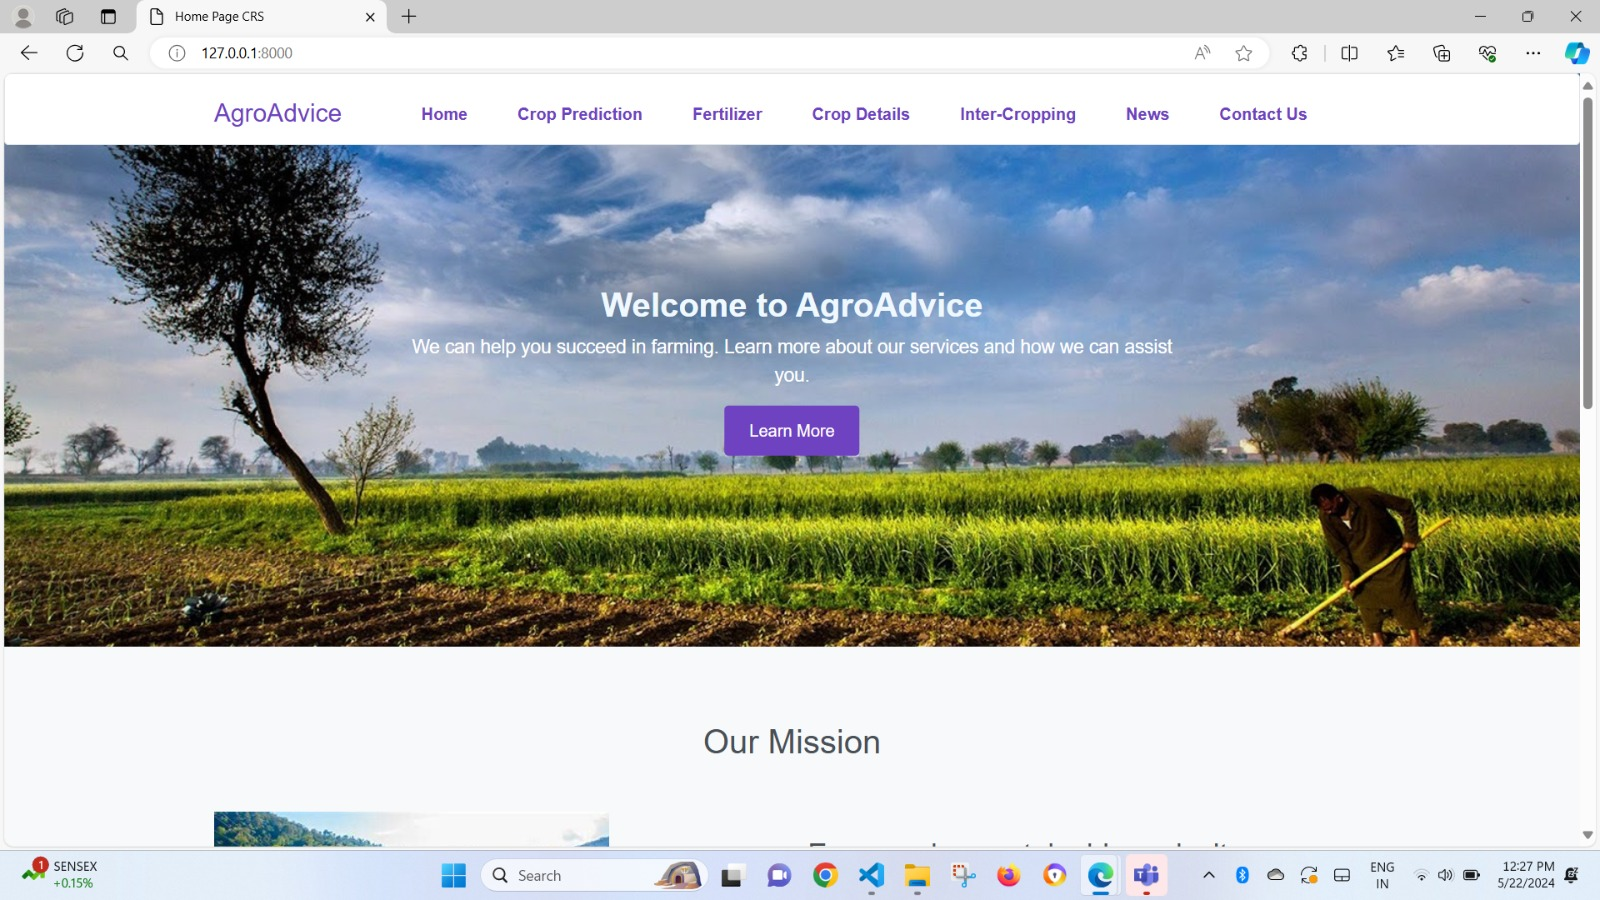 Home Page CRS
127.0.0.1:8000
AgroAdvice
Home
Crop Prediction
Fertilizer
Crop Details
Inter-Cropping
News
Contact Us
Welcome to AgroAdvice
We can help you succeed in farming. Learn more about our services and how we can assist
you.
Learn More
Our Mission
1
SENSEX
+0.15%
Search
ENG
IN
12:27 PM
5/22/2024